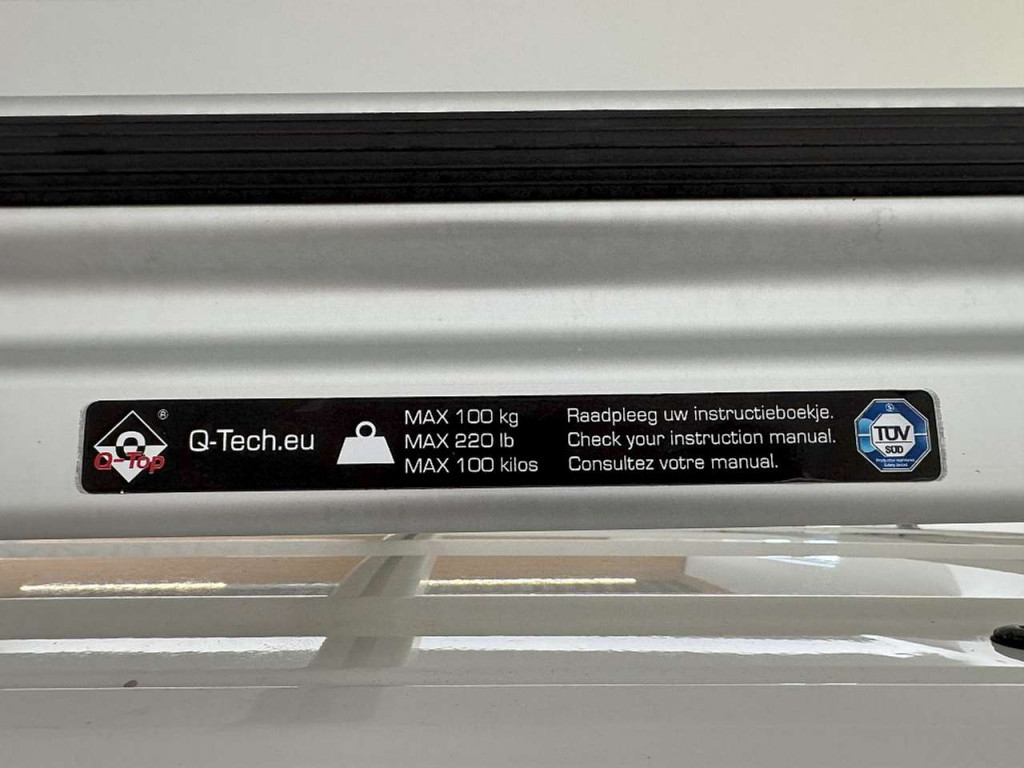 ®
Q-Top
Q-Tech.eu
MAX 100 kg
MAX 220 lb
MAX 100 kilos
Raadpleeg uw instructieboekje.
Check your instruction manual.
Consultez votre manual.
TÜV
SÜD